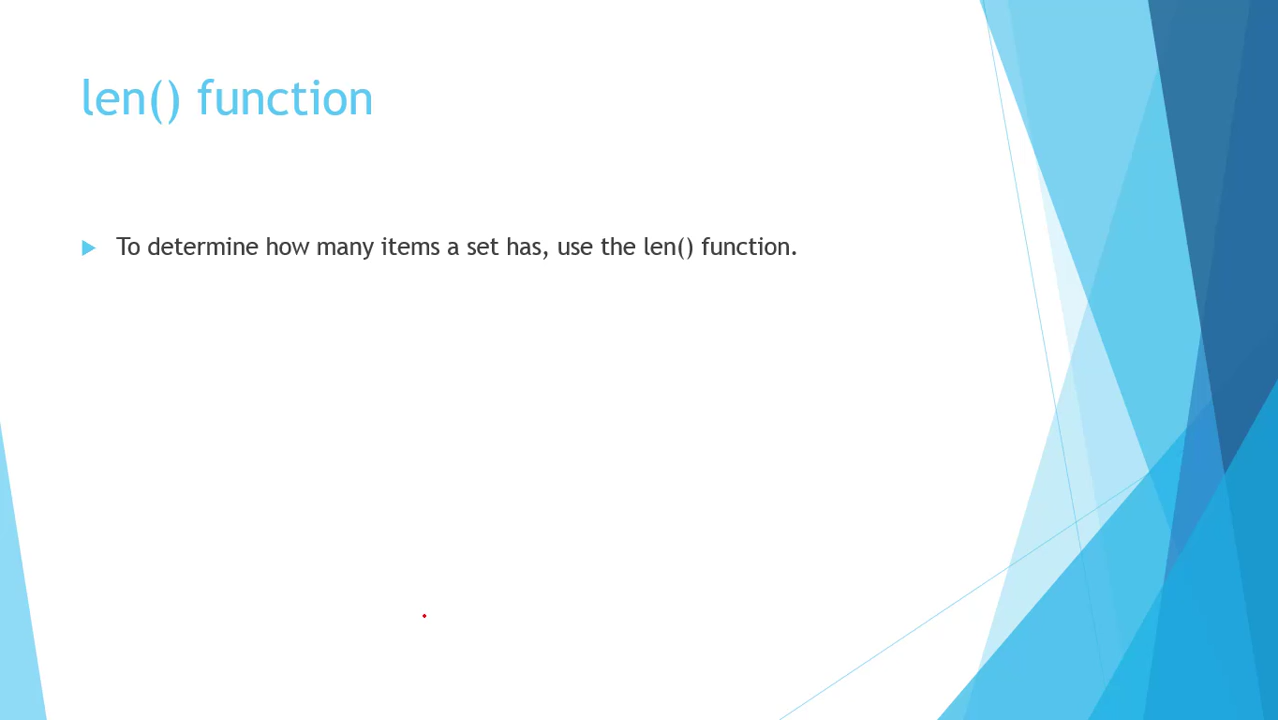 len() function
To determine how many items a set has, use the len() function.